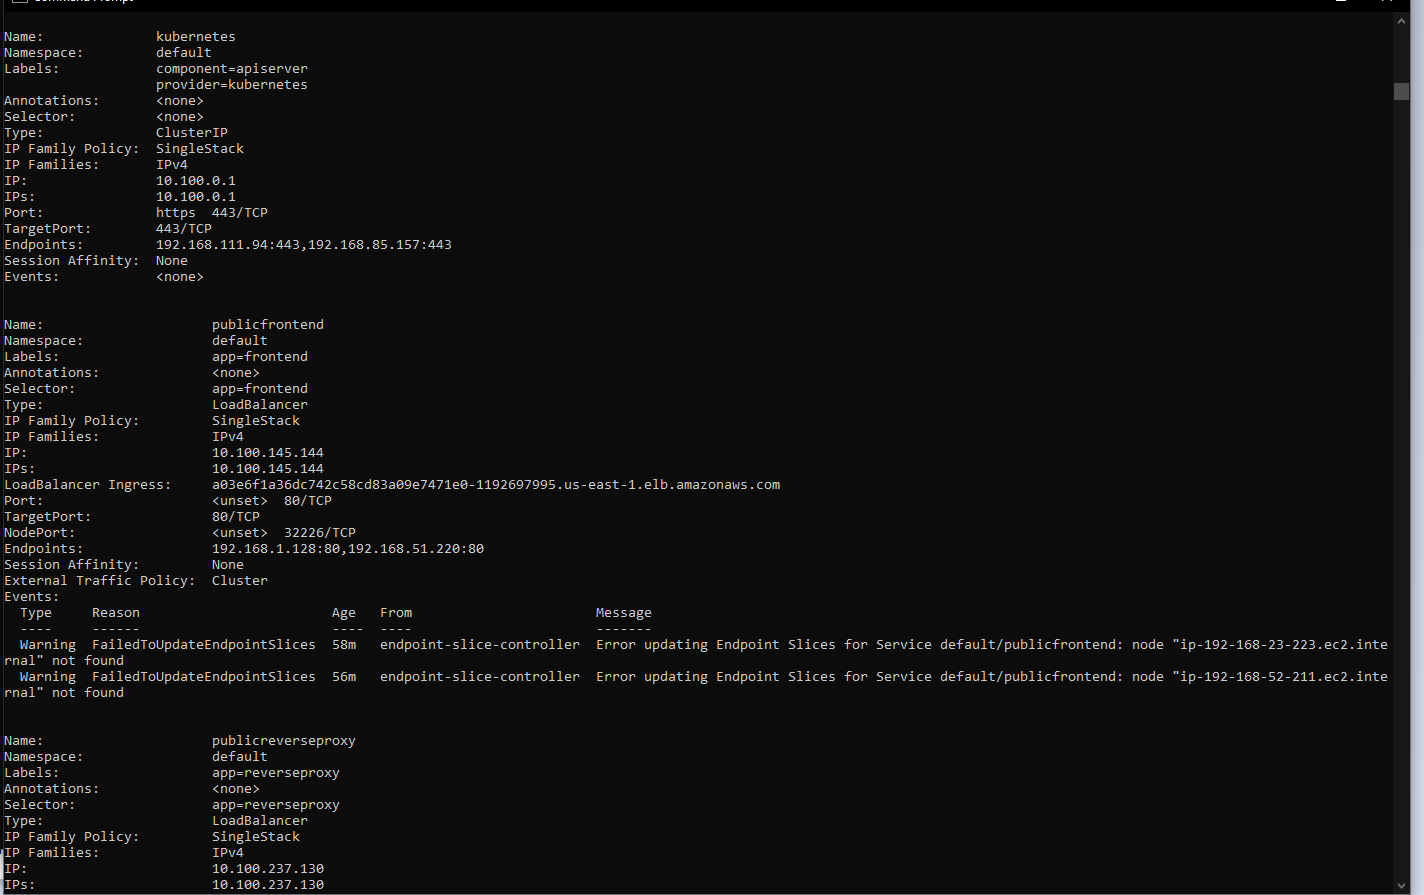 Name:              kubernetes
Namespace:         default
Labels:            component=apiserver
                   provider=kubernetes
Annotations:       <none>
Selector:          <none>
Type:              ClusterIP
IP Family Policy:  SingleStack
IP Families:       IPv4
IP:                10.100.0.1
IPs:               10.100.0.1
Port:              https  443/TCP
TargetPort:        443/TCP
Endpoints:         192.168.111.94:443,192.168.85.157:443
Session Affinity:  None
Events:            <none>
Name:                     publicfrontend
Namespace:                default
Labels:                   app=frontend
Annotations:              <none>
Selector:                 app=frontend
Type:                     LoadBalancer
IP Family Policy:         SingleStack
IP Families:              IPv4
IP:                       10.100.145.144
IPs:                      10.100.145.144
LoadBalancer Ingress:     a03e6f1a36dc742c58cd83a09e7471e0-1192697995.us-east-1.elb.amazonaws.com
Port:                     <unset>  80/TCP
TargetPort:               80/TCP
NodePort:                 <unset>  32226/TCP
Endpoints:                192.168.1.128:80,192.168.51.220:80
Session Affinity:         None
External Traffic Policy:  Cluster
Events:
  Type     Reason                        Age   From                       Message
  ----     ------                        ----  ----                       -------
  Warning  FailedToUpdateEndpointSlices  58m   endpoint-slice-controller  Error updating Endpoint Slices for Service default/publicfrontend: node "ip-192-168-23-223.ec2.inte
rnal" not found
  Warning  FailedToUpdateEndpointSlices  56m   endpoint-slice-controller  Error updating Endpoint Slices for Service default/publicfrontend: node "ip-192-168-52-211.ec2.inte
rnal" not found
Name:                     publicreverseproxy
Namespace:                default
Labels:                   app=reverseproxy
Annotations:              <none>
Selector:                 app=reverseproxy
Type:                     LoadBalancer
IP Family Policy:         SingleStack
IP Families:              IPv4
IP:                       10.100.237.130
IPs:                      10.100.237.130